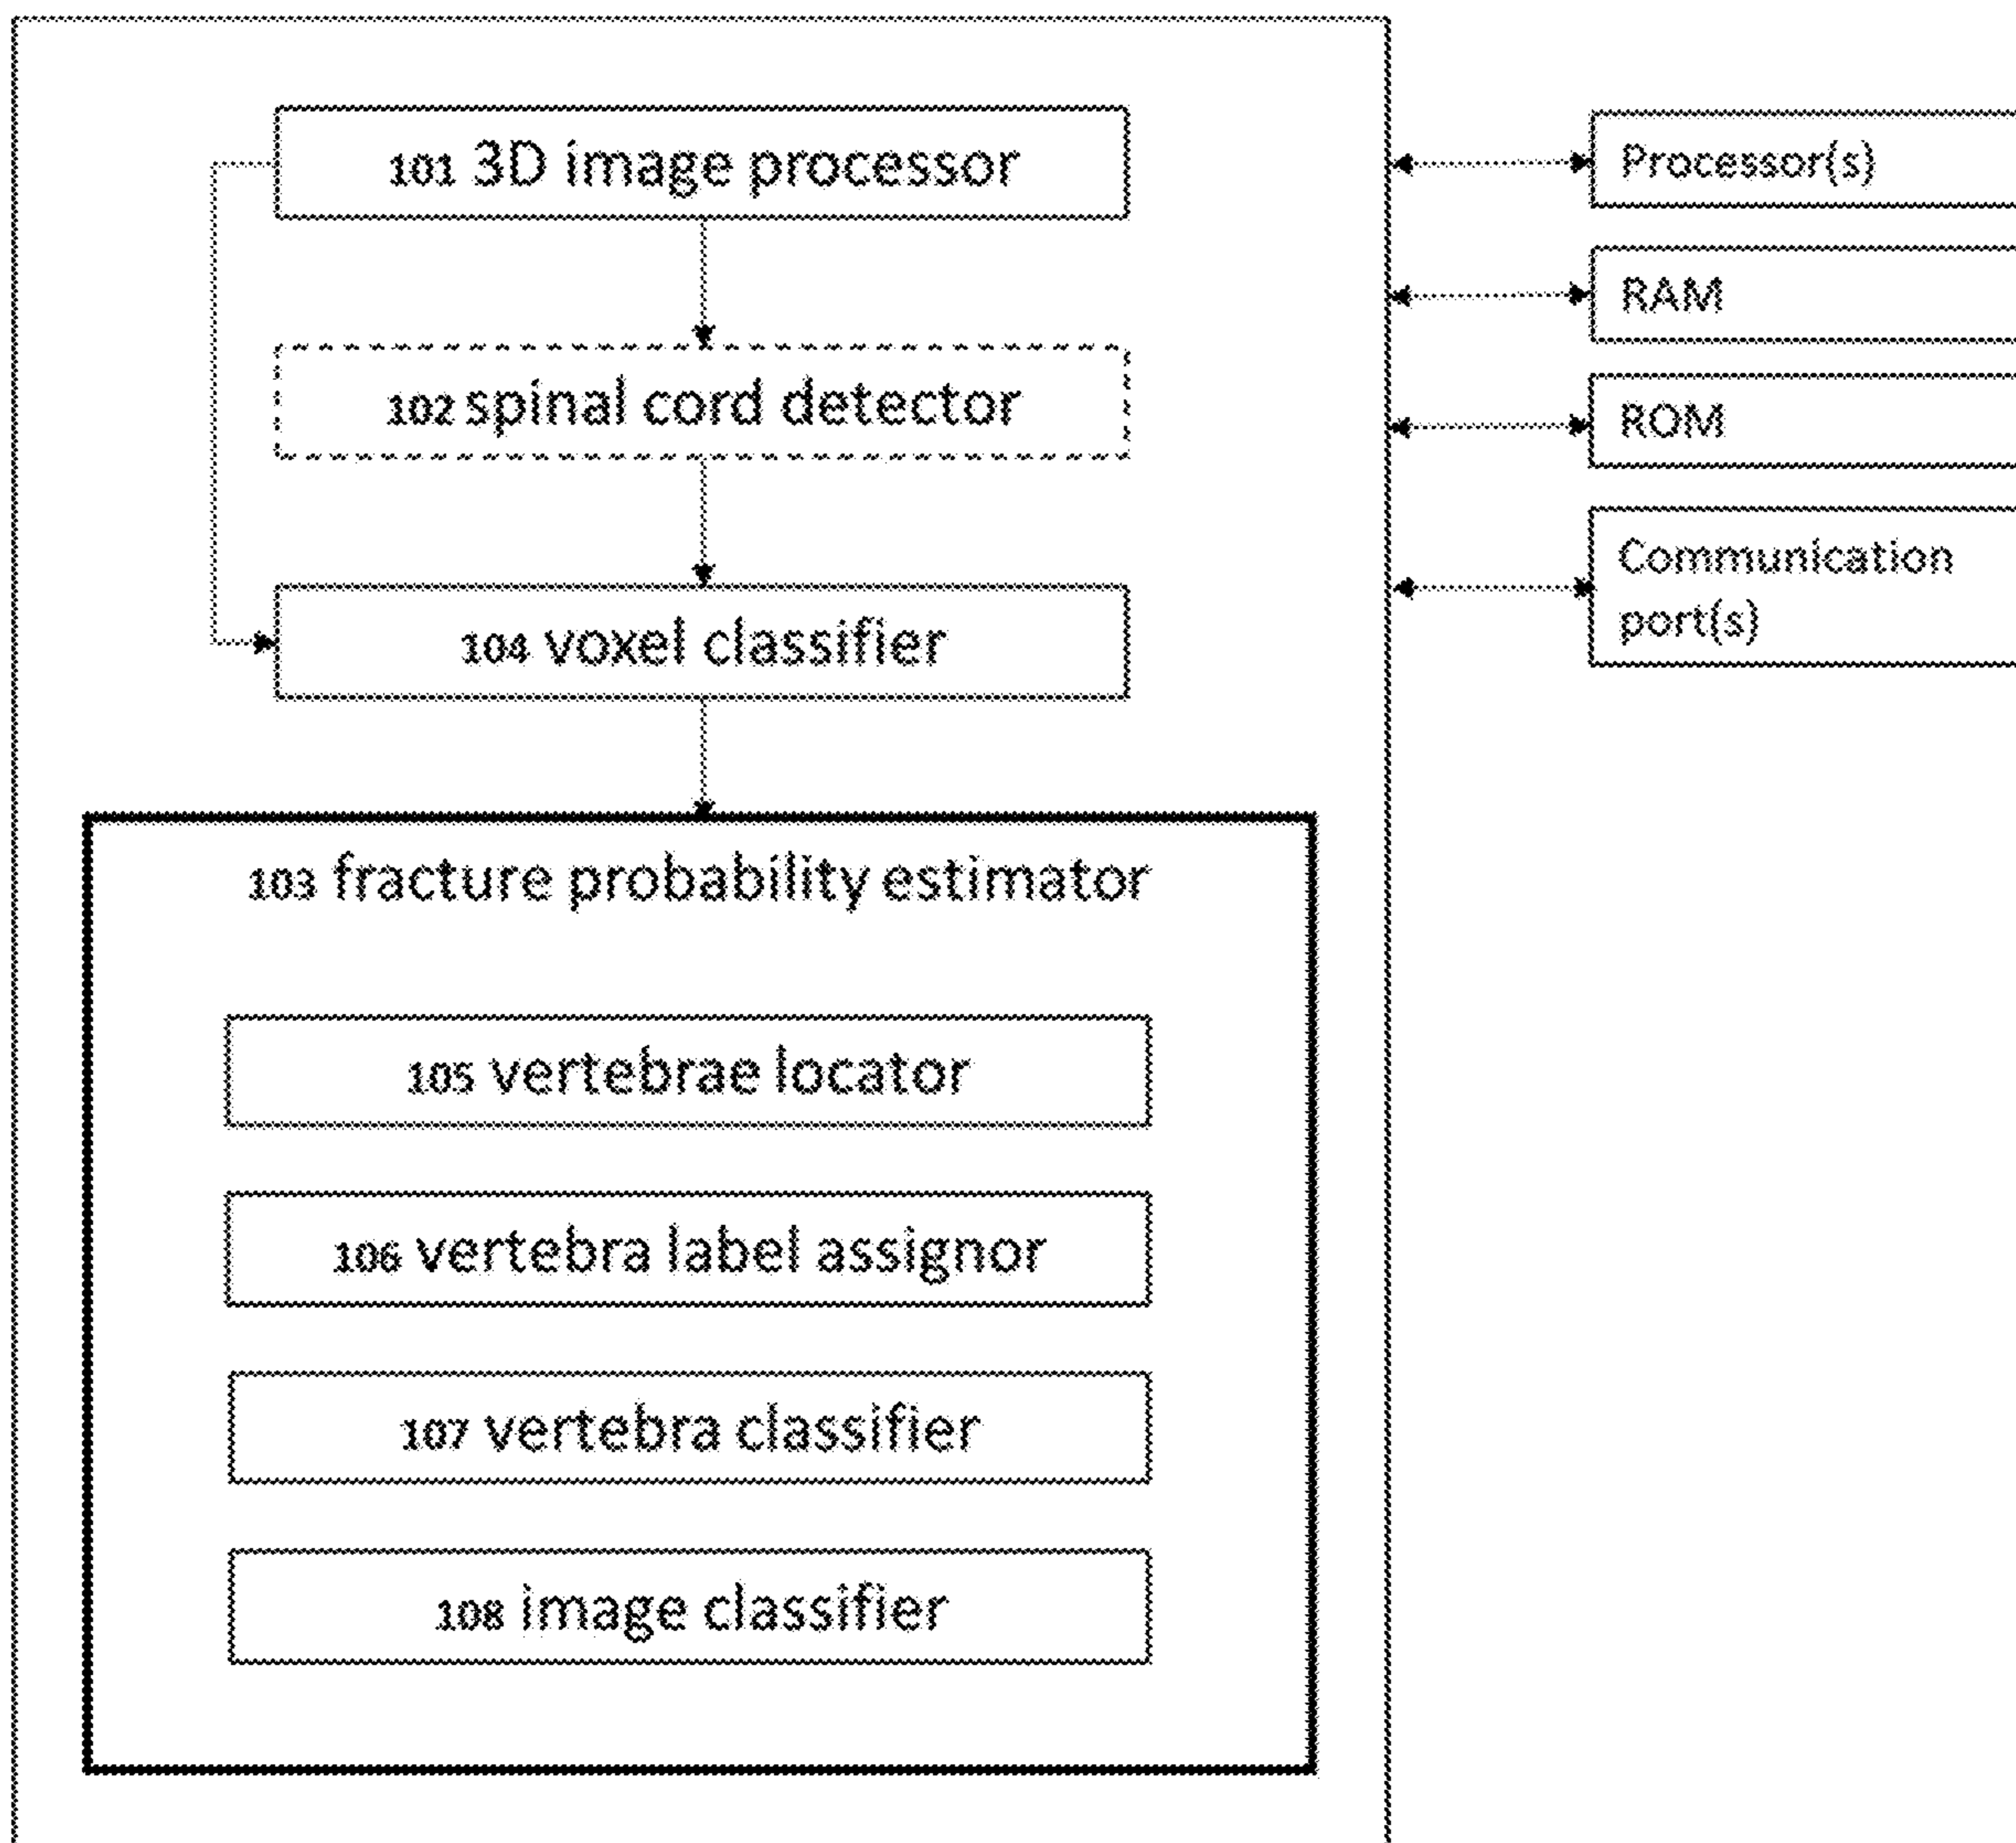 101 3D image processor
102 spinal cord detector
104 voxel classifier
103 fracture probability estimator
105 vertebrae locator
106 vertebra label assignor
107 vertebra classifier
108 image classifier
Processor(s)
RAM
ROM
Communication
port(s)